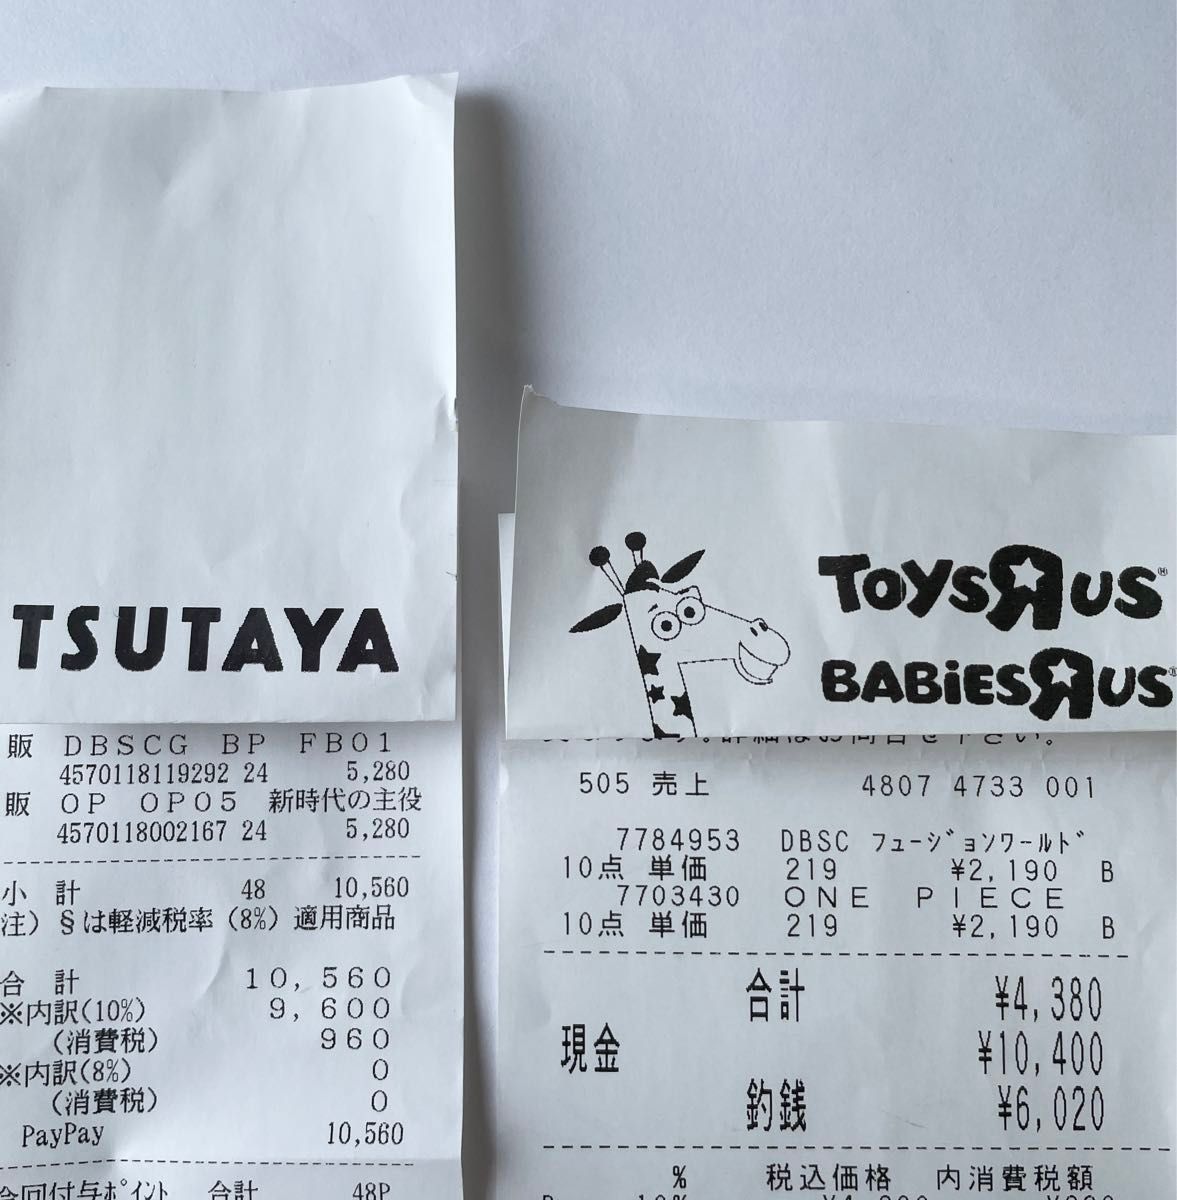 TSUTAYA
販 DBSCG BP FB01
4570118119292 24 5,280
販 OP OP05 新時代の主役
4570118002167 24 5,280
小 計 48 10,560
注) §は軽減税率(8%)適用商品
合 計 10,560
※内訳(10%) 9,600
(消費税) 960
※内訳(8%) 0
(消費税) 0
PayPay 10,560
今回付与ポイント 合計 48P
ToysRus®
BABiESRus®
505 売上 4807 4733 001
7784953 DBSC フュージョンワールド
10点 単価 219 ¥2,190 B
7703430 ONE PIECE
10点 単価 219 ¥2,190 B
合計 ¥4,380
現金 ¥10,400
釣銭 ¥6,020
% 税込価格 内消費税額